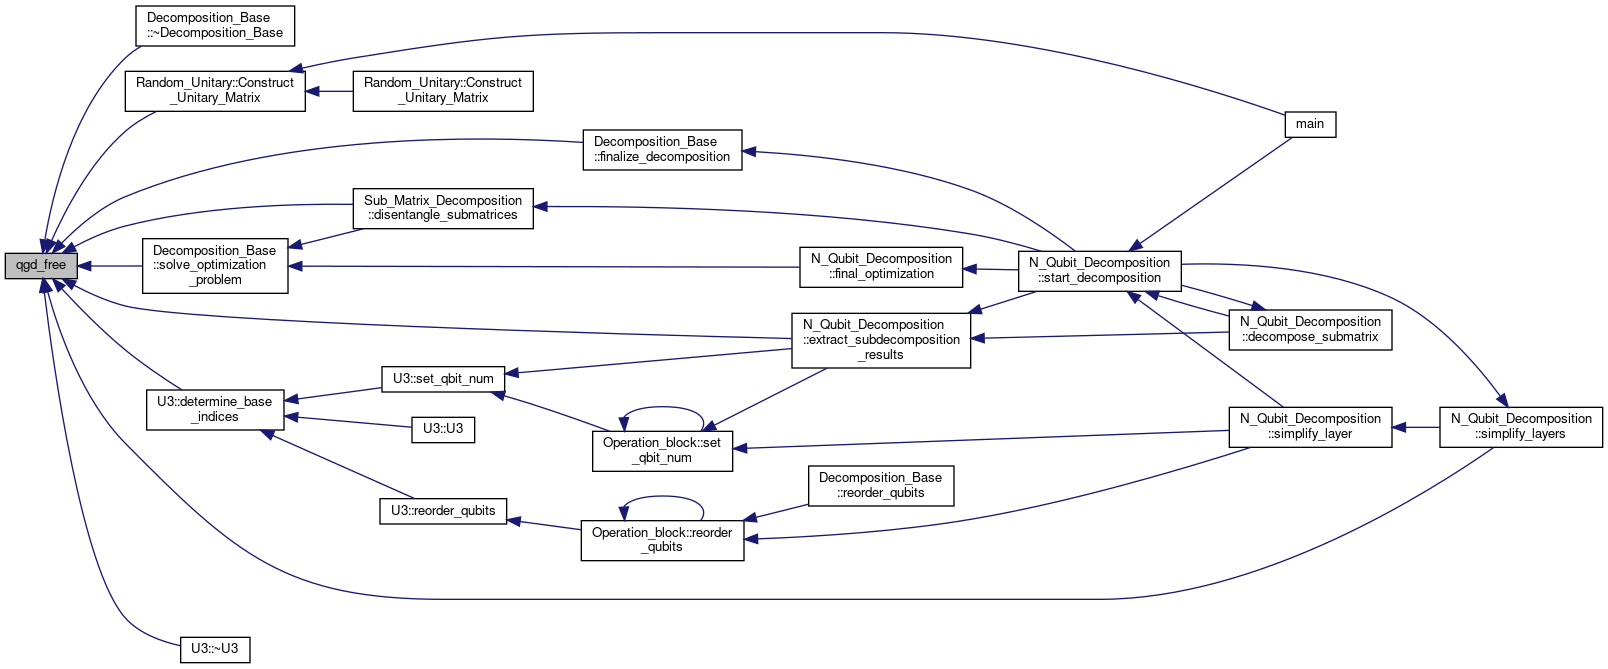 Decomposition_Base
::~Decomposition_Base
Random_Unitary::Construct
_Unitary_Matrix
Random_Unitary::Construct
_Unitary_Matrix
main
Decomposition_Base
::finalize_decomposition
Sub_Matrix_Decomposition
::disentangle_submatrices
qgd_free
Decomposition_Base
::solve_optimization
_problem
N_Qubit_Decomposition
::final_optimization
N_Qubit_Decomposition
::start_decomposition
N_Qubit_Decomposition
::extract_subdecomposition
_results
N_Qubit_Decomposition
::decompose_submatrix
U3::determine_base
_indices
U3::set_qbit_num
U3::U3
Operation_block::set
_qbit_num
N_Qubit_Decomposition
::simplify_layer
N_Qubit_Decomposition
::simplify_layers
Decomposition_Base
::reorder_qubits
U3::reorder_qubits
Operation_block::reorder
_qubits
U3::~U3